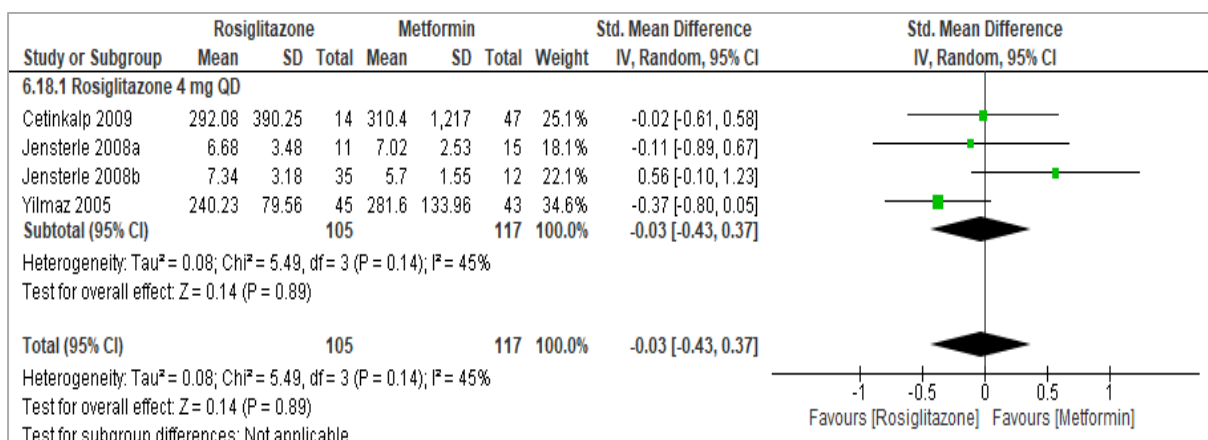 Rosiglitazone Metformin Std. Mean Difference Std. Mean Difference
Study or Subgroup Mean SD Total Mean SD Total Weight IV, Random, 95% CI IV, Random, 95% CI
6.18.1 Rosiglitazone 4 mg QD
Cetinkalp 2009 292.08 390.25 14 310.4 1,217 47 25.1% -0.02 [-0.61, 0.58]
Jensterle 2008a 6.68 3.48 11 7.02 2.53 15 18.1% -0.11 [-0.89, 0.67]
Jensterle 2008b 7.34 3.18 35 5.7 1.55 12 22.1% 0.56 [-0.10, 1.23]
Yilmaz 2005 240.23 79.56 45 281.6 133.96 43 34.6% -0.37 [-0.80, 0.05]
Subtotal (95% CI) 105 117 100.0% -0.03 [-0.43, 0.37]
Heterogeneity: Tau² = 0.08; Chi² = 5.49, df = 3 (P = 0.14); I² = 45%
Test for overall effect: Z = 0.14 (P = 0.89)
Total (95% CI) 105 117 100.0% -0.03 [-0.43, 0.37]
Heterogeneity: Tau² = 0.08; Chi² = 5.49, df = 3 (P = 0.14); I² = 45%
Test for overall effect: Z = 0.14 (P = 0.89)
Test for subgroup differences: Not applicable
-1 -0.5 0 0.5 1
Favours [Rosiglitazone] Favours [Metformin]